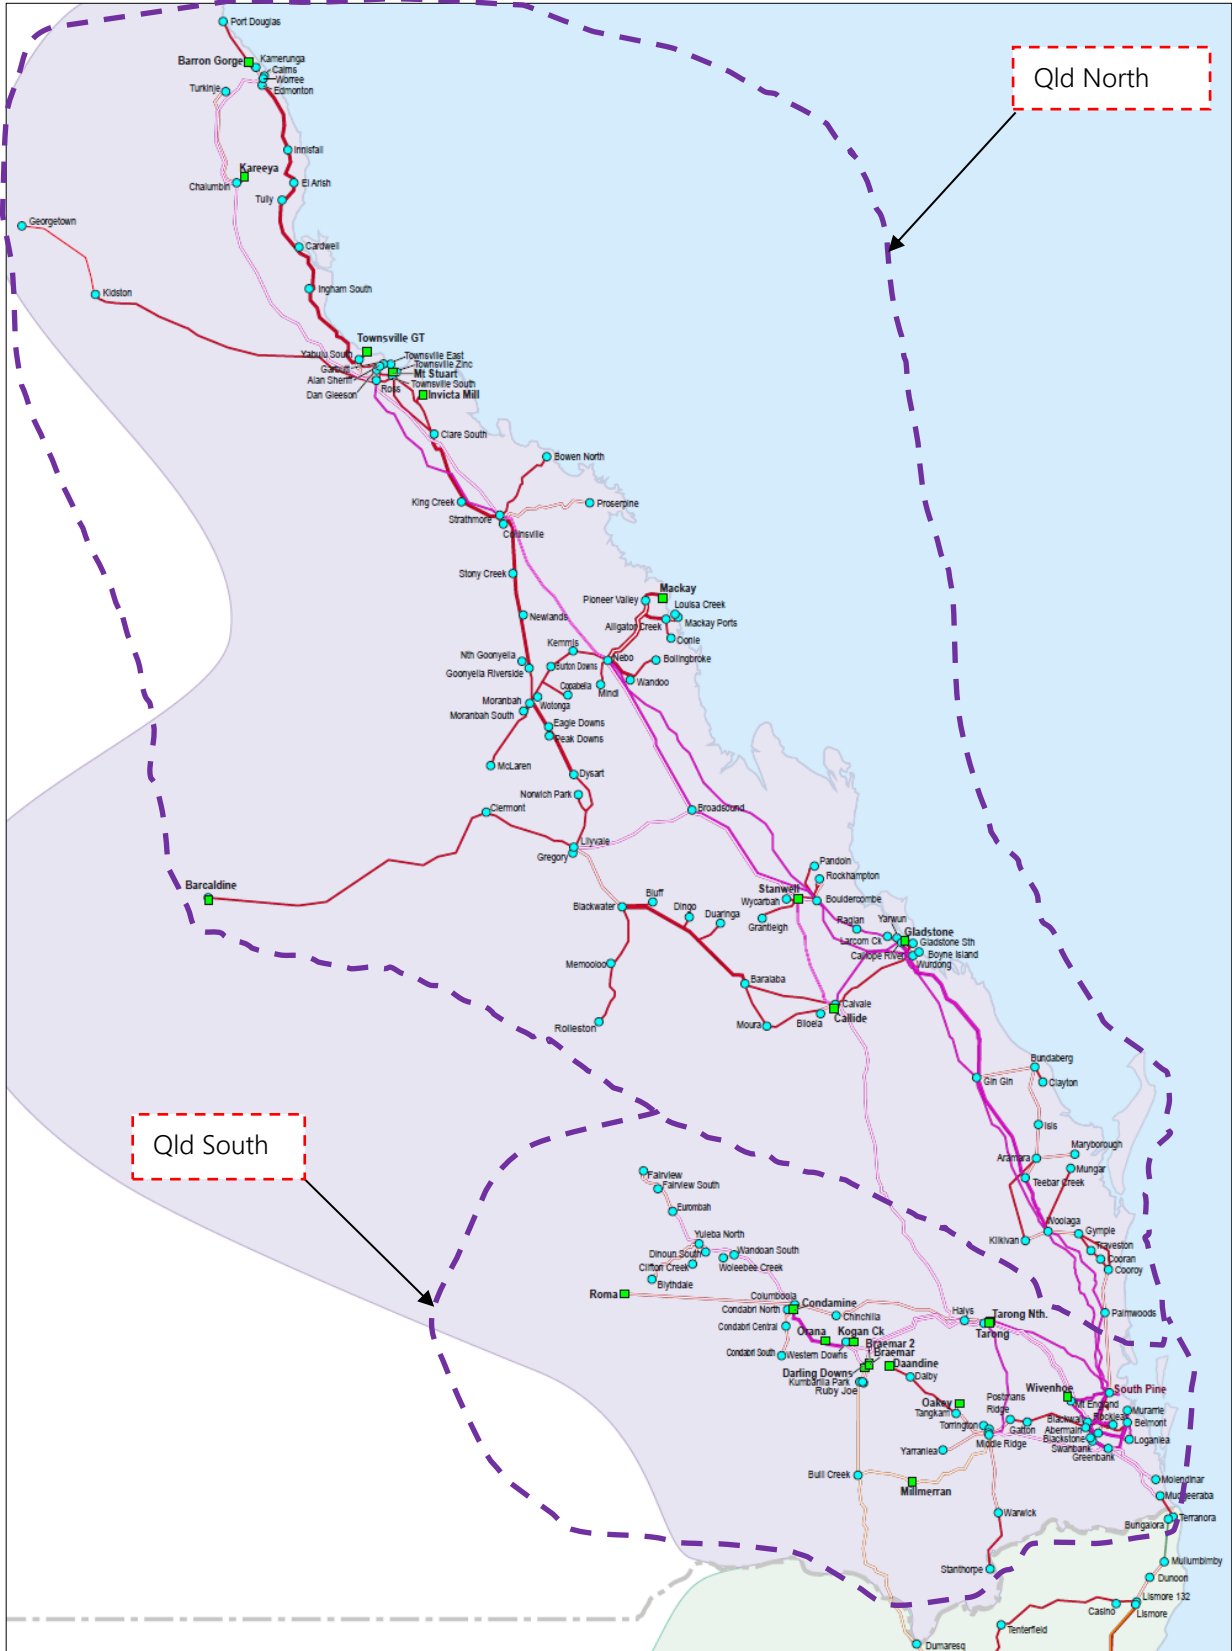 Port Douglas
Qld North
Barron Gorge
Kamerunga
Cairns
Woree
Turkinje
Edmonton
Innisfail
Kareeya
Chalumbin
El Arish
Tully
Georgetown
Cardwell
Kidston
Ingham South
Townsville GT
Yabulu South
Townsville East
Garbutt
Townsville Zinc
Mt Stuart
Alan Sheriff
Townsville South
Ross
Dan Gleeson
Invicta Mill
Clare South
Bowen North
King Creek
Proserpine
Strathmore
Collinsville
Stony Creek
Mackay
Pioneer Valley
Louisa Creek
Newlands
Mackay Ports
Alligator Creek
Oonie
Kemmis
Nth Goonyella
Nebo
Bollingbroke
Burton Downs
Goonyella Riverside
Wandoo
Copabella
Mindi
Moranbah
Wotonga
Moranbah South
Eagle Downs
Peak Downs
McLaren
Dysart
Norwich Park
Clermont
Broadsound
Lilyvale
Gregory
Pandoin
Rockhampton
Barcaldine
Stanwell
Bluff
Wycarbah
Bouldercombe
Blackwater
Dingo
Duaringa
Grantleigh
Raglan
Yarwun
Gladstone
Larcom Ck
Gladstone Sth
Calliope River
Boyne Island
Memooloo
Wurdong
Baralaba
Calvale
Rolleston
Moura
Biloela
Callide
Bundaberg
Gin Gin
Clayton
Isis
Qld South
Maryborough
Aramara
Mungar
Fairview
Teebar Creek
Fairview South
Eurombah
Woolaga
Gympie
Yuleba North
Kilkivan
Traveston
Dinoun South
Wandoan South
Cooran
Clifton Creek
Woleebee Creek
Cooroy
Blythdale
Roma
Columboola
Condamine
Condabri North
Chinchilla
Halys
Tarong Nth.
Palmwoods
Condabri Central
Orana
Kogan Ck
Tarong
Braemar 2
Condabri South
Western Downs
Braemar
Darling Downs
Daandine
Kumbarilla Park
Dalby
Ruby Joe
Wivenhoe
South Pine
Mt England
Oakey
Postmans
Ridge
Tangkam
Murarrie
Blackwall
Rocklea
Belmont
Torrington
Gatton
Abermain
Blackstone
Loganlea
Middle Ridge
Swanbank
Yarranlea
Greenbank
Bull Creek
Molendinar
Millmerran
Mudgeeraba
Warwick
Terranora
Bungalora
Mullumbimby
Stanthorpe
Dunoon
Lismore 132
Casino
Lismore
Tenterfield
Dumaresq